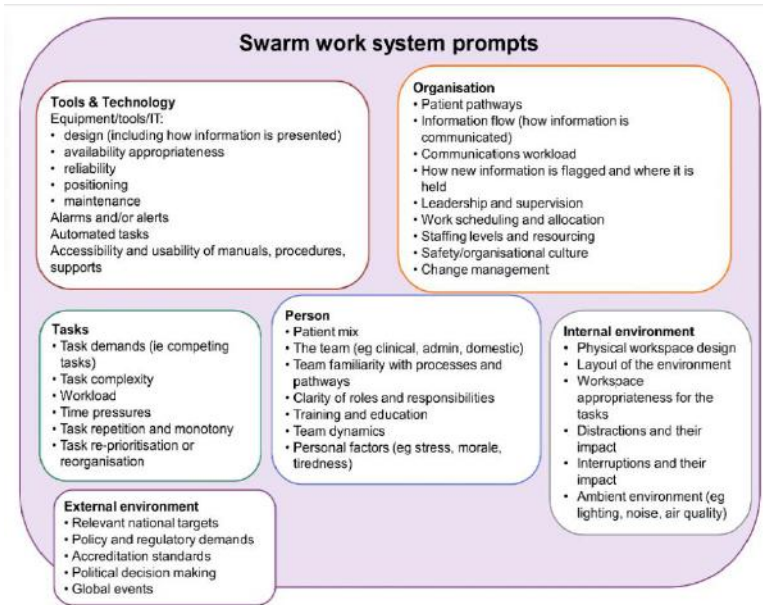 Swarm work system prompts
Tools & Technology
Equipment/tools/IT:
• design (including how information is presented)
• availability appropriateness
• reliability
• positioning
• maintenance
Alarms and/or alerts
Automated tasks
Accessibility and usability of manuals, procedures,
supports
Organisation
• Patient pathways
• Information flow (how information is
communicated)
• Communications workload
• How new information is flagged and where it is
held
• Leadership and supervision
• Work scheduling and allocation
• Staffing levels and resourcing
• Safety/organisational culture
• Change management
Tasks
• Task demands (ie competing
tasks)
• Task complexity
• Workload
• Time pressures
• Task repetition and monotony
• Task re-prioritisation or
reorganisation
Person
• Patient mix
• The team (eg clinical, admin, domestic)
• Team familiarity with processes and
pathways
• Clarity of roles and responsibilities
• Training and education
• Team dynamics
• Personal factors (eg stress, morale,
tiredness)
Internal environment
• Physical workspace design
• Layout of the environment
• Workspace
appropriateness for the
tasks
• Distractions and their
impact
• Interruptions and their
impact
• Ambient environment (eg
lighting, noise, air quality)
External environment
• Relevant national targets
• Policy and regulatory demands
• Accreditation standards
• Political decision making
• Global events